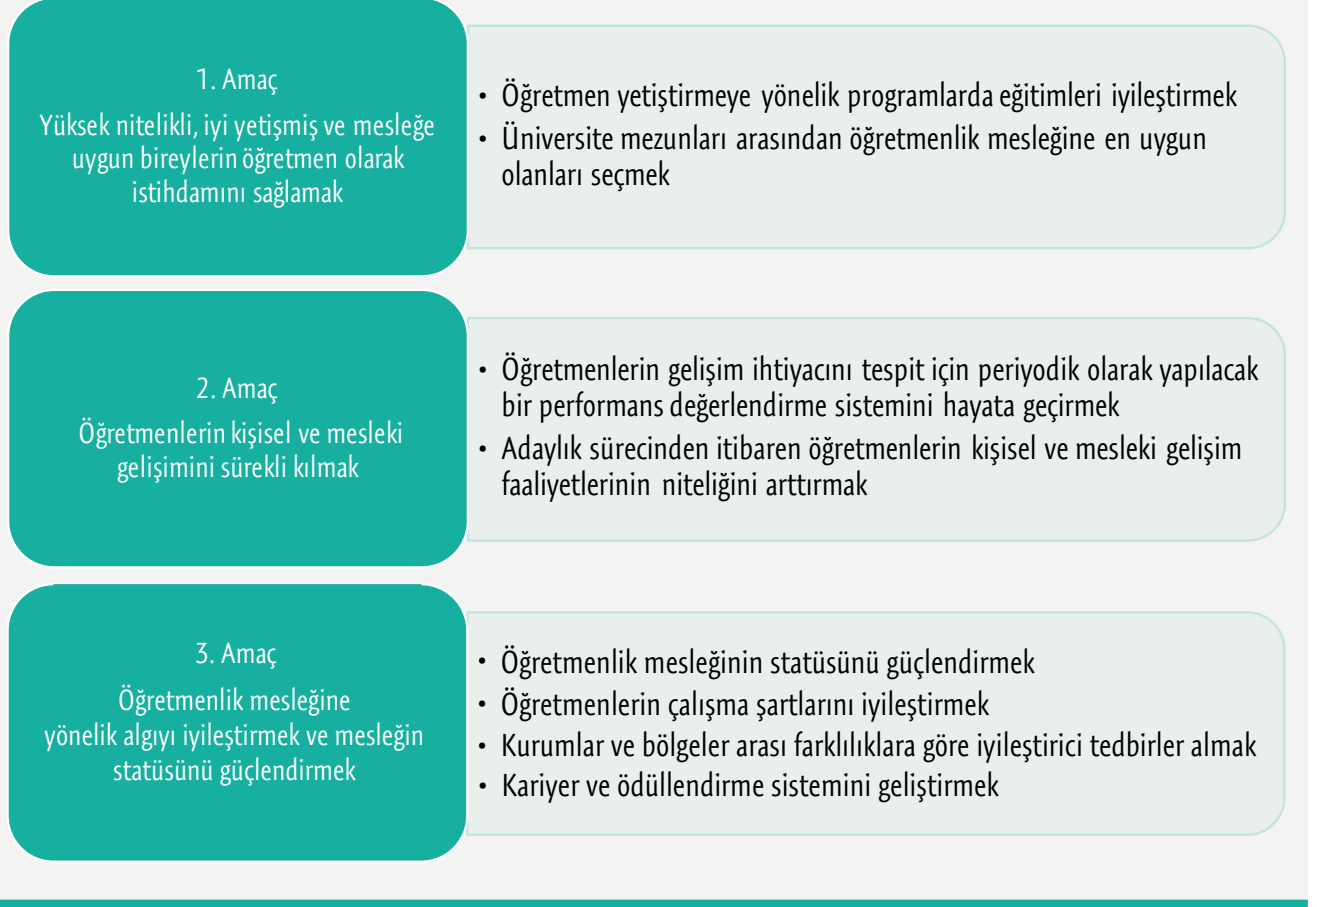 1. Amaç
Yüksek nitelikli, iyi yetişmiş ve mesleğe
uygun bireylerin öğretmen olarak
istihdamını sağlamak
• Öğretmen yetiştirmeye yönelik programlarda eğitimleri iyileştirmek
• Üniversite mezunları arasından öğretmenlik mesleğine en uygun
olanları seçmek
2. Amaç
Öğretmenlerin kişisel ve mesleki
gelişimini sürekli kılmak
• Öğretmenlerin gelişim ihtiyacını tespit için periyodik olarak yapılacak
bir performans değerlendirme sistemini hayata geçirmek
• Adaylık sürecinden itibaren öğretmenlerin kişisel ve mesleki gelişim
faaliyetlerinin niteliğini arttırmak
3. Amaç
Öğretmenlik mesleğine
yönelik algıyı iyileştirmek ve mesleğin
statüsünü güçlendirmek
• Öğretmenlik mesleğinin statüsünü güçlendirmek
• Öğretmenlerin çalışma şartlarını iyileştirmek
• Kurumlar ve bölgeler arası farklılıklara göre iyileştirici tedbirler almak
• Kariyer ve ödüllendirme sistemini geliştirmek